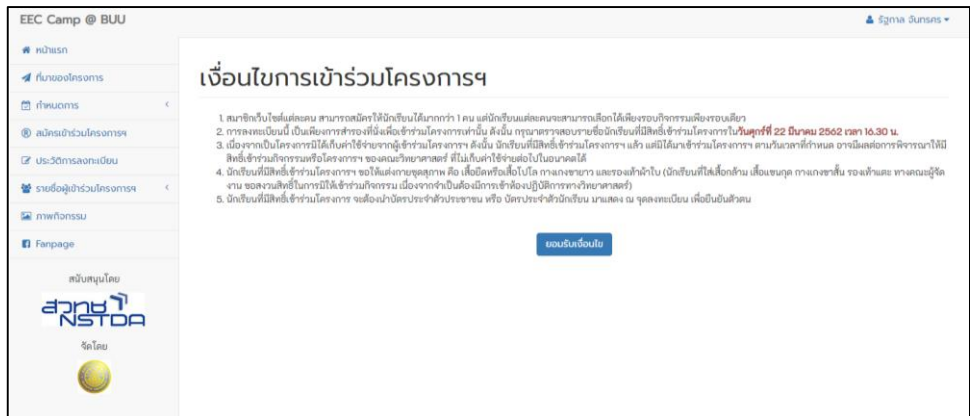 EEC Camp @ BUU
รัฐกาล จันทรศร
หน้าแรก
ที่มาของโครงการ
กำหนดการ
สมัครเข้าร่วมโครงการฯ
ประวัติการลงทะเบียน
รายชื่อผู้เข้าร่วมโครงการฯ
ภาพกิจกรรม
Fanpage
สนับสนุนโดย
สวทช
NSTDA
จัดโดย
เงื่อนไขการเข้าร่วมโครงการฯ
1. สมาชิกเว็บไซต์แต่ละคน สามารถสมัครให้นักเรียนได้มากกว่า 1 คน แต่นักเรียนแต่ละคนจะสามารถเลือกได้เพียงรอบกิจกรรมเพียงรอบเดียว
2. การลงทะเบียนนี้ เป็นเพียงการสำรองที่นั่งเพื่อเข้าร่วมโครงการเท่านั้น ดังนั้น กรุณาตรวจสอบรายชื่อนักเรียนที่มีสิทธิ์เข้าร่วมโครงการในวันศุกร์ที่ 22 มีนาคม 2562 เวลา 16.30 น.
3. เนื่องจากเป็นโครงการมิได้เก็บค่าใช้จ่ายจากผู้เข้าร่วมโครงการฯ ดังนั้น นักเรียนที่มีสิทธิ์เข้าร่วมโครงการฯ แล้ว แต่มิได้มาเข้าร่วมโครงการฯ ตามวันเวลาที่กำหนด อาจมีผลต่อการพิจารณาให้มี
สิทธิ์เข้าร่วมกิจกรรมหรือโครงการฯ ของคณะวิทยาศาสตร์ ที่ไม่เก็บค่าใช้จ่ายต่อไปในอนาคตได้
4. นักเรียนที่มีสิทธิ์เข้าร่วมโครงการฯ ขอให้แต่งกายชุดสุภาพ คือ เสื้อยืดหรือเสื้อโปโล กางเกงขายาว และรองเท้าผ้าใบ (นักเรียนที่ใส่เสื้อกล้าม เสื้อแขนกุด กางเกงขาสั้น รองเท้าแตะ ทางคณะผู้จัด
งาน ขอสงวนสิทธิ์ในการมิให้เข้าร่วมกิจกรรม เนื่องจากจำเป็นต้องมีการเข้าห้องปฏิบัติการทางวิทยาศาสตร์)
5. นักเรียนที่มีสิทธิ์เข้าร่วมโครงการ จะต้องนำบัตรประจำตัวประชาชน หรือ บัตรประจำตัวนักเรียน มาแสดง ณ จุดลงทะเบียน เพื่อยืนยันตัวตน
ยอมรับเงื่อนไข